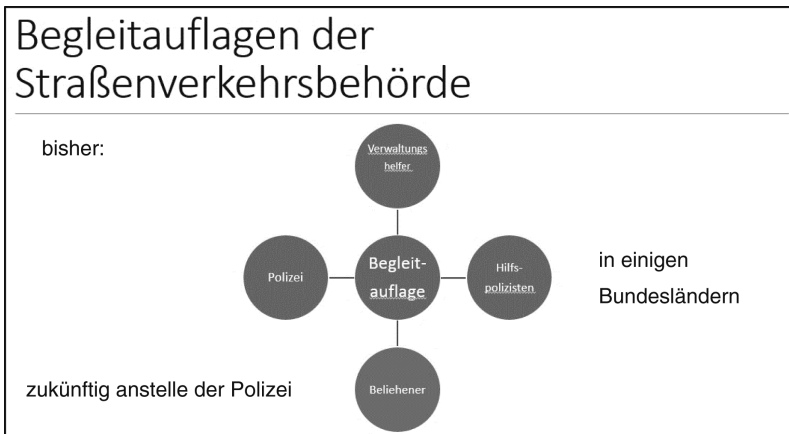 Begleitauflagen der
Straßenverkehrsbehörde
bisher:
Verwaltungs
helfer
Polizei
Begleit-
auflage
Hilfs-
polizisten
in einigen
Bundesländern
zukünftig anstelle der Polizei
Beliehener